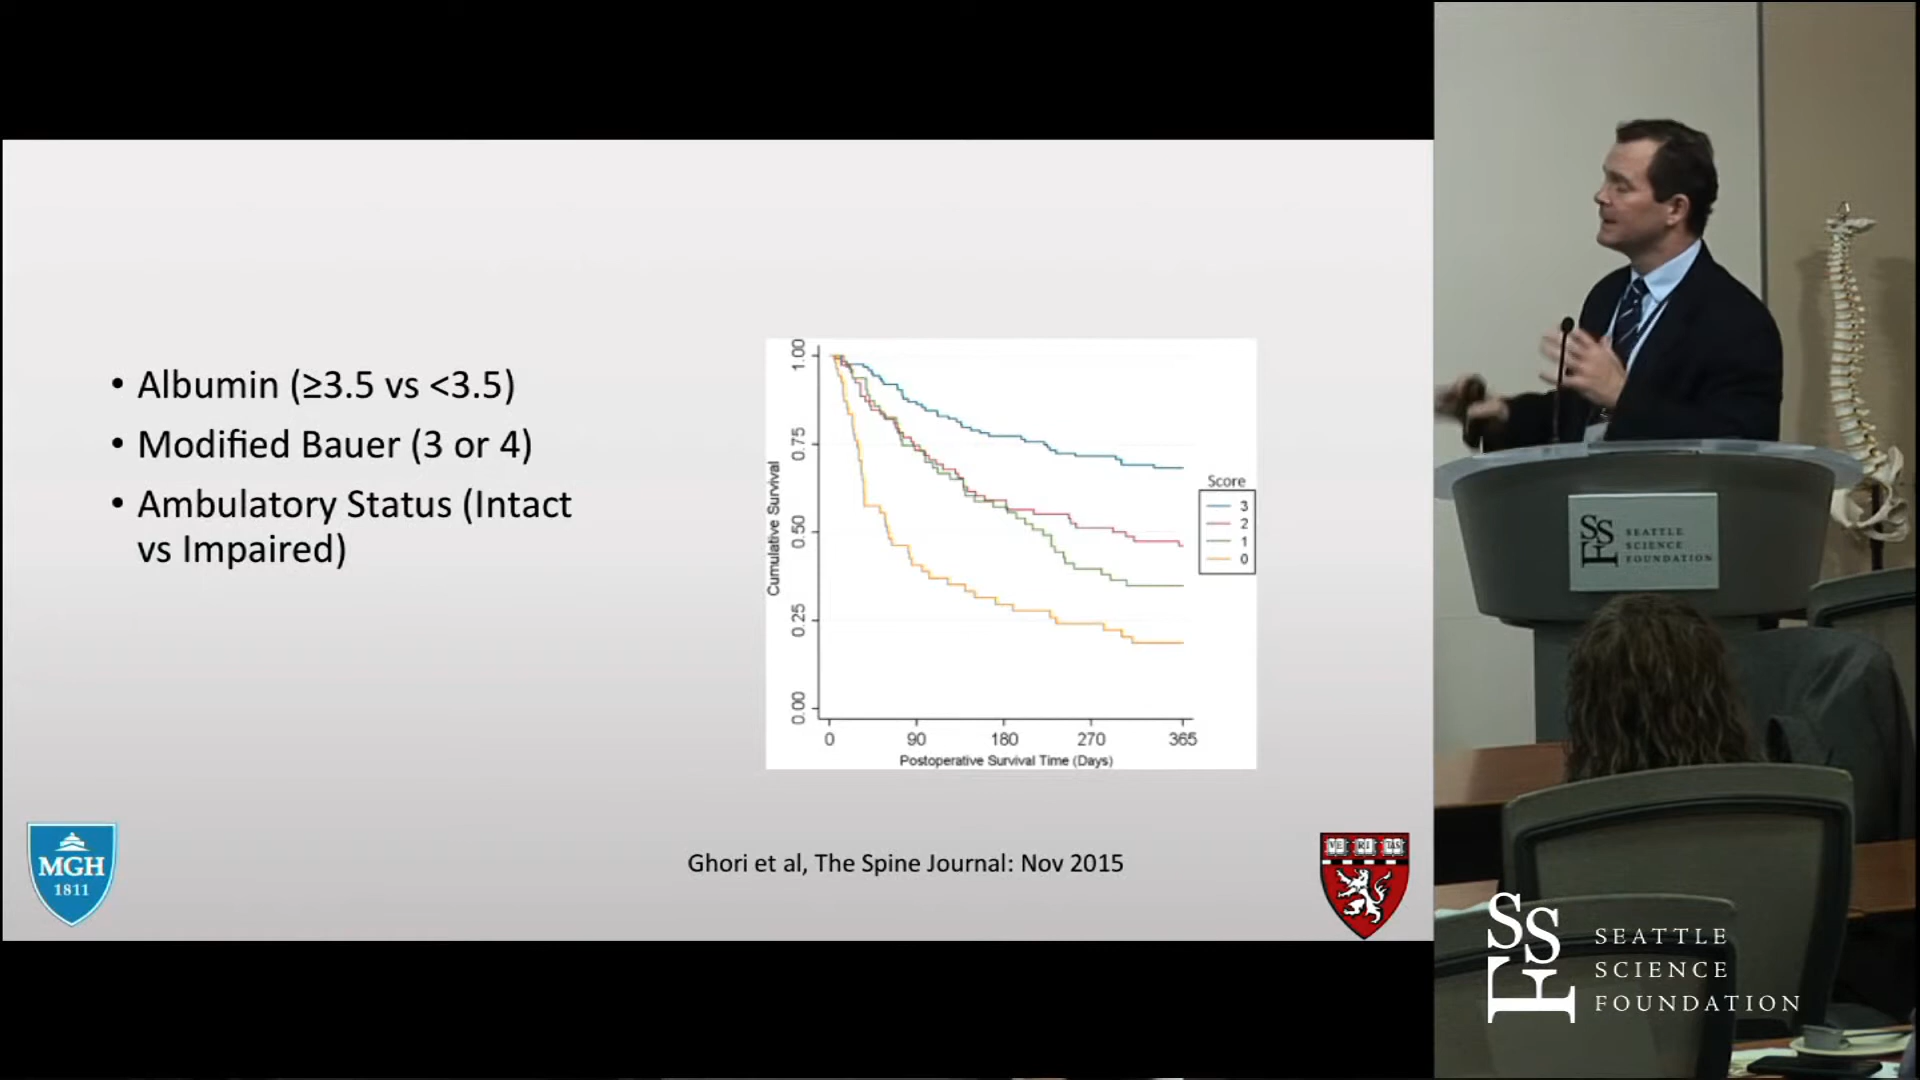 • Albumin (≥3.5 vs <3.5)
• Modified Bauer (3 or 4)
• Ambulatory Status (Intact
vs Impaired)
1.00
0.75
0.50
0.25
0.00
Cumulative Survival
0 90 180 270 365
Postoperative Survival Time (Days)
Score
3
2
1
0
Ghori et al, The Spine Journal: Nov 2015
MGH
1811
VE RI TAS
SSF
SEATTLE
SCIENCE
FOUNDATION
SSF
SEATTLE
SCIENCE
FOUNDATION